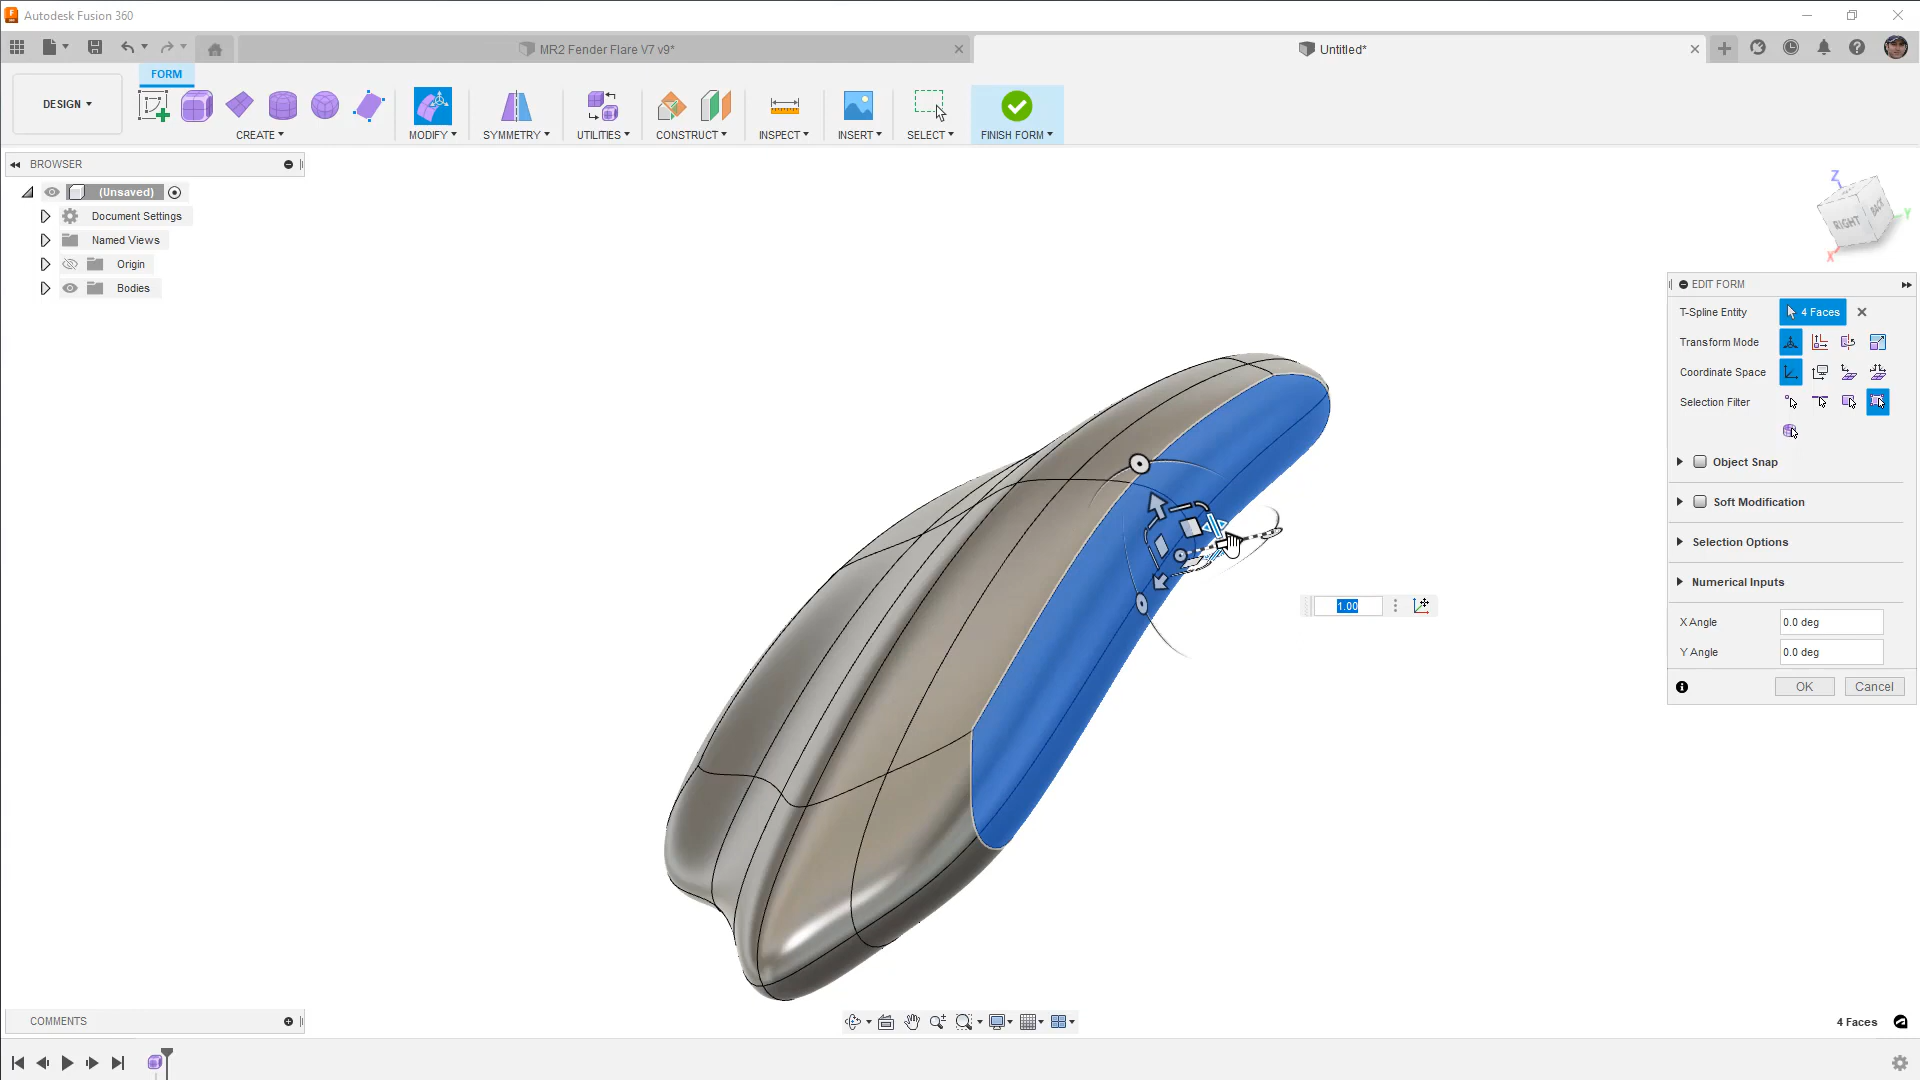 Autodesk Fusion 360
MR2 Fender Flare V7 v9*
Untitled*
FORM
DESIGN
CREATE
MODIFY
SYMMETRY
UTILITIES
CONSTRUCT
INSPECT
INSERT
SELECT
FINISH FORM
BROWSER
(Unsaved)
Document Settings
Named Views
Origin
Bodies
Z
Y
X
RIGHT
BACK
EDIT FORM
T-Spline Entity
4 Faces
Transform Mode
Coordinate Space
Selection Filter
Object Snap
Soft Modification
Selection Options
Numerical Inputs
X Angle
0.0 deg
Y Angle
0.0 deg
OK
Cancel
1.00
COMMENTS
4 Faces